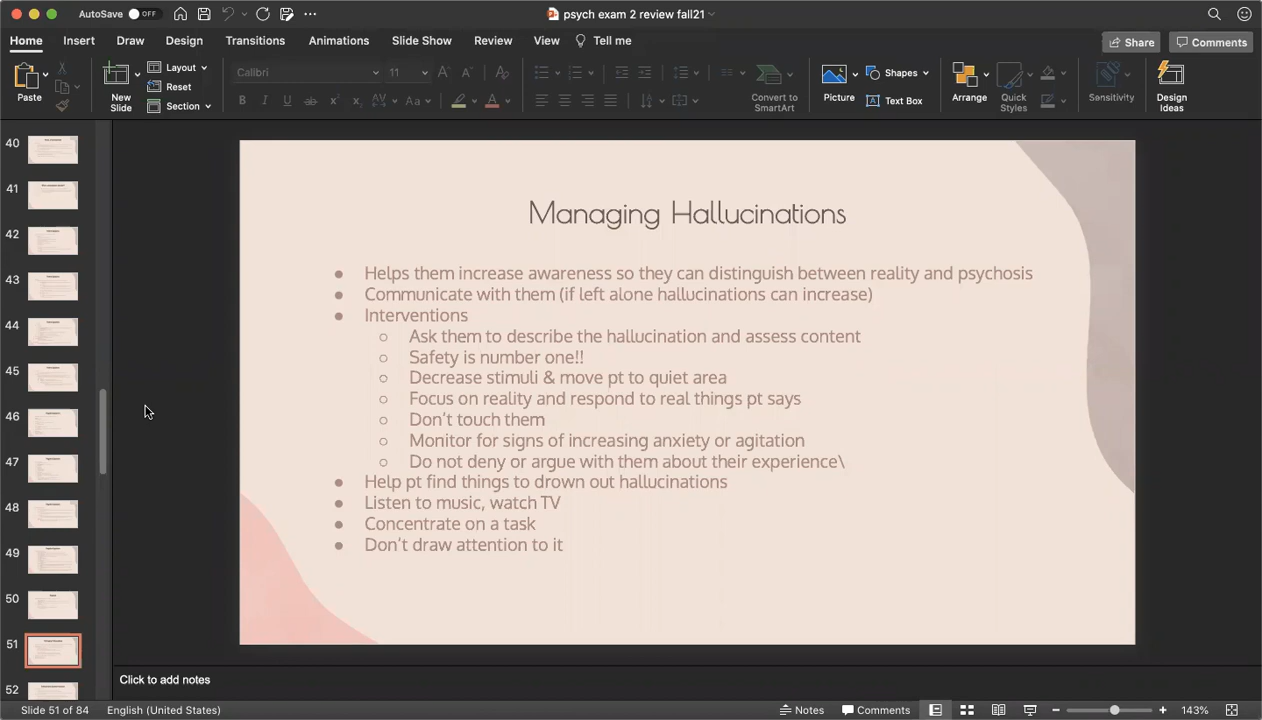 AutoSave OFF psych exam 2 review fall21
Home Insert Draw Design Transitions Animations Slide Show Review View Tell me Share Comments
Paste New Slide Layout Reset Section Calibri 11 Convert to SmartArt Picture Shapes Text Box Arrange Quick Styles Sensitivity Design Ideas
40
41
42
43
44
45
46
47
48
49
50
51
52
Managing Hallucinations
● Helps them increase awareness so they can distinguish between reality and psychosis
● Communicate with them (if left alone hallucinations can increase)
● Interventions
○ Ask them to describe the hallucination and assess content
○ Safety is number one!!
○ Decrease stimuli & move pt to quiet area
○ Focus on reality and respond to real things pt says
○ Don't touch them
○ Monitor for signs of increasing anxiety or agitation
○ Do not deny or argue with them about their experience\
● Help pt find things to drown out hallucinations
● Listen to music, watch TV
● Concentrate on a task
● Don't draw attention to it
Click to add notes
Slide 51 of 84 English (United States) Notes Comments 143%